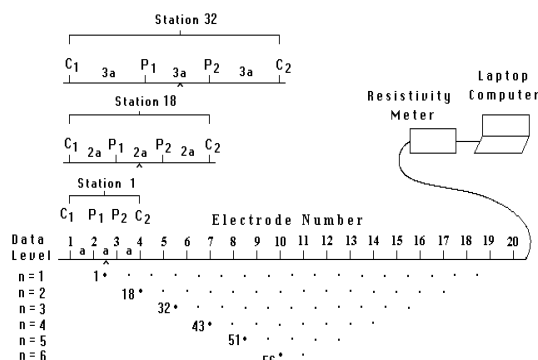 Station 32
C1 3a P1 3a P2 3a C2
Laptop
Computer
Resistivity
Meter
Station 18
C1 2a P1 2a P2 2a C2
Station 1
C1 P1 P2 C2
Electrode Number
Data
Level
1 2 3 4 5 6 7 8 9 10 11 12 13 14 15 16 17 18 19 20
a a a
n = 1 1
n = 2 18
n = 3 32
n = 4 43
n = 5 51
n = 6 56